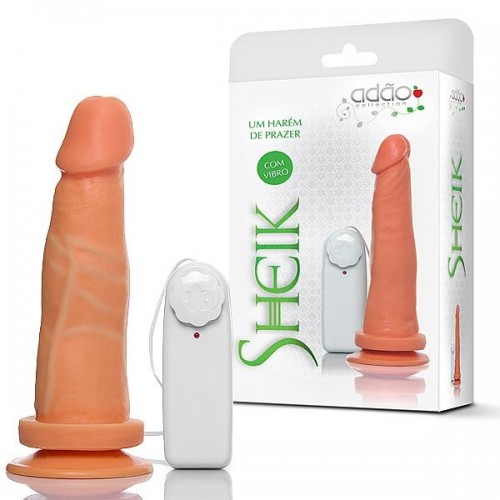 adão
collection
UM HARÉM
DE PRAZER
COM
VIBRO
SHEIK
SHEIK